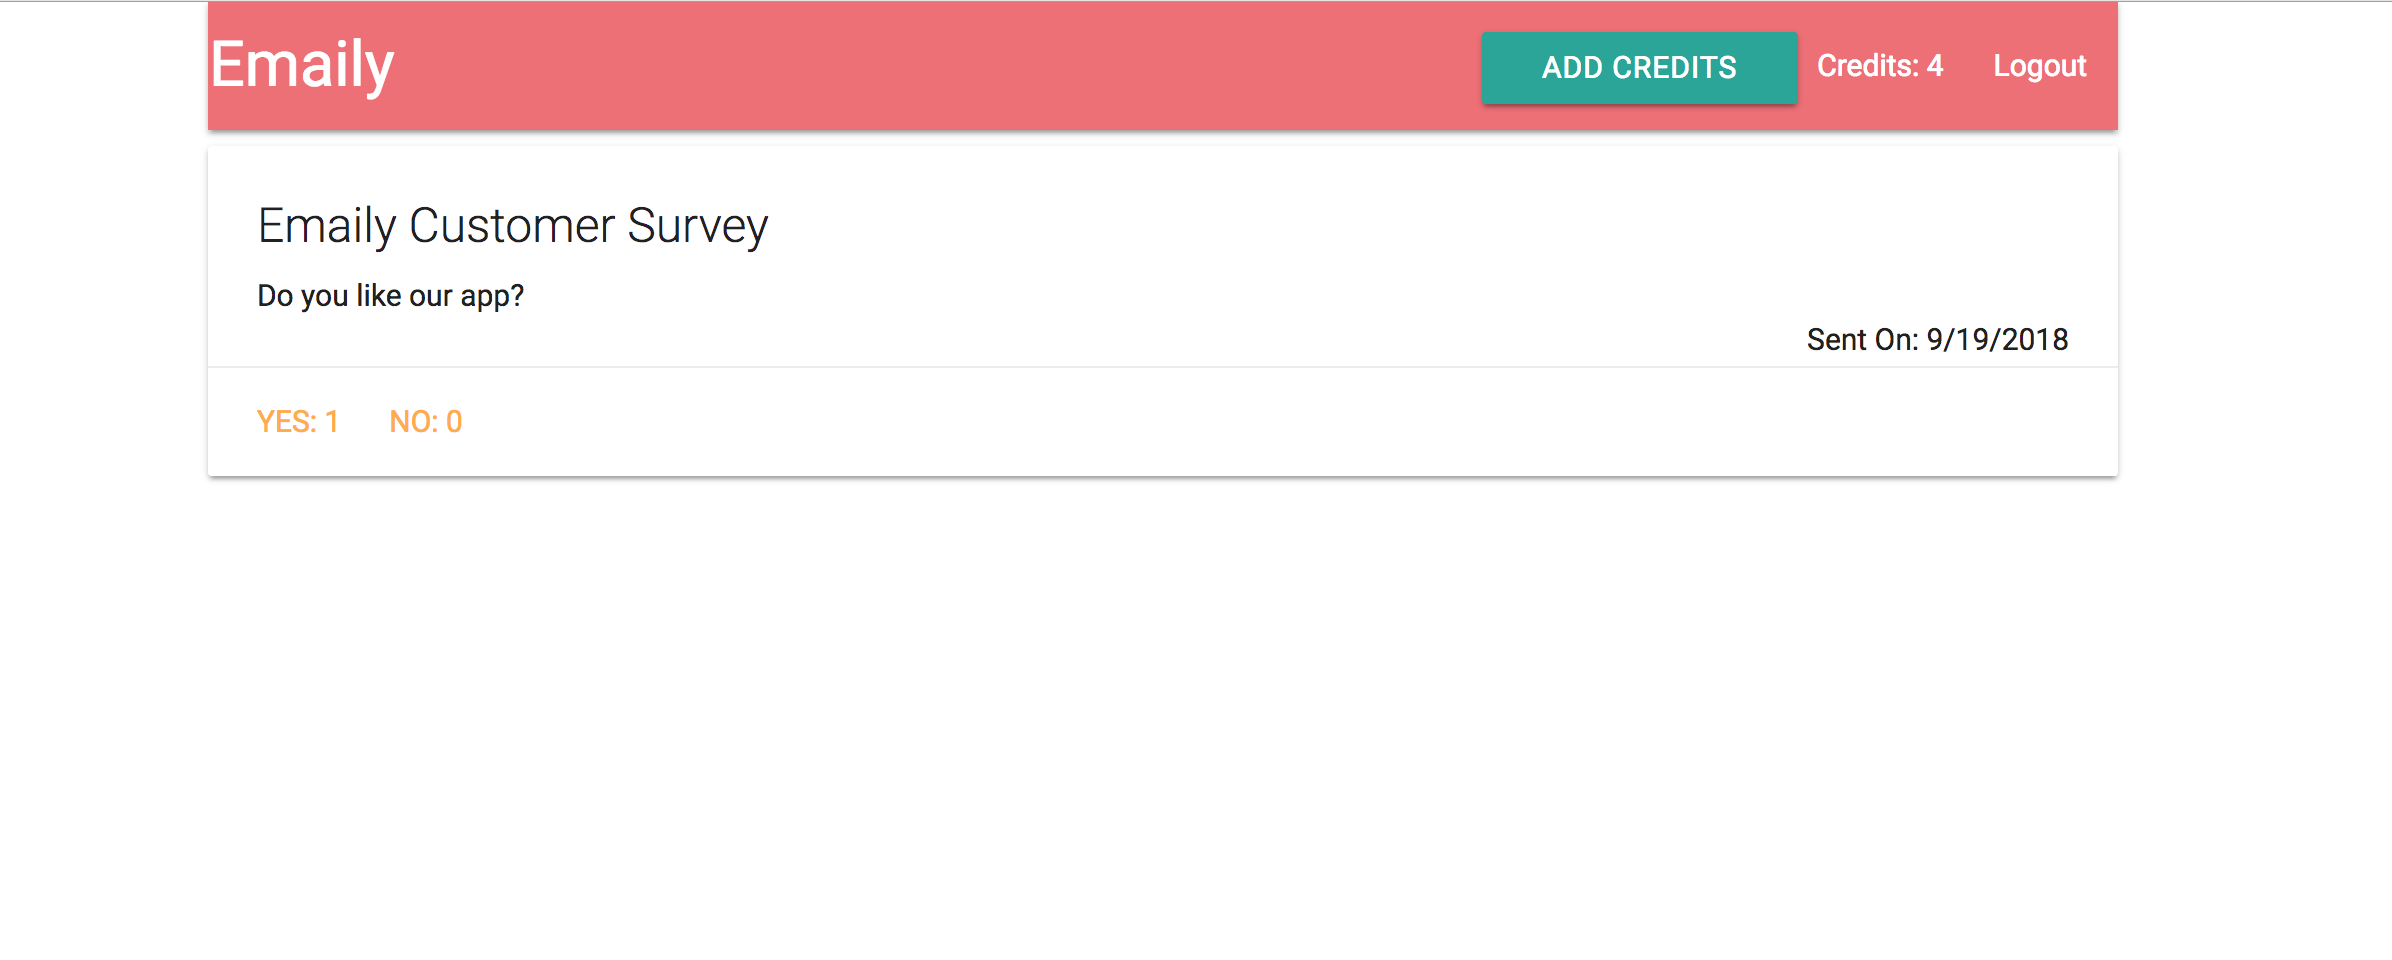 Emaily ADD CREDITS Credits: 4 Logout
Emaily Customer Survey
Do you like our app?
Sent On: 9/19/2018
YES: 1 NO: 0